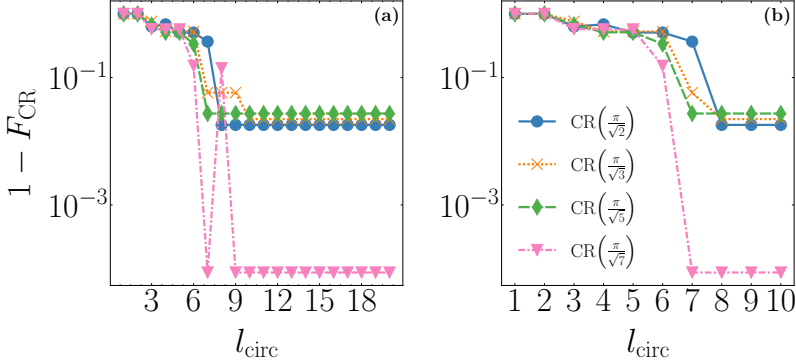 (a)
(b)
1 − F_CR
10^−1
10^−3
3 6 9 12 15 18
l_circ
10^−1
10^−3
CR(π/√2)
CR(π/√3)
CR(π/√5)
CR(π/√7)
1 2 3 4 5 6 7 8 9 10
l_circ